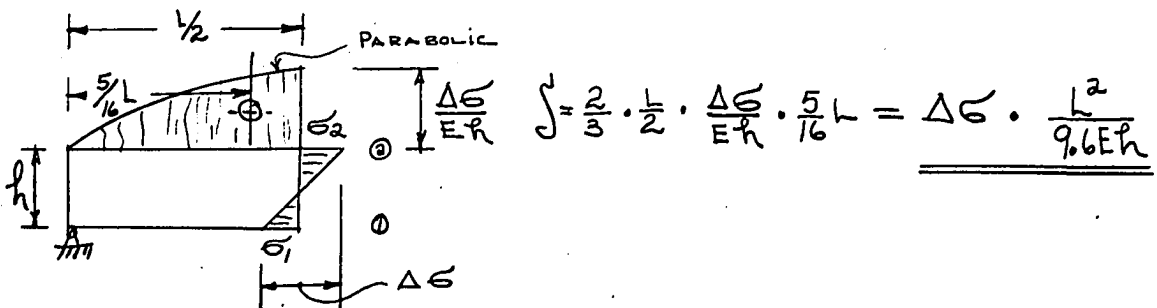 L/2
PARABOLIC
5/16 L
Δσ/Eh
δ = 2/3 · L/2 · Δσ/Eh · 5/16 L = Δσ · L²/9.6Eh
σ2
②
h
①
σ1
Δσ